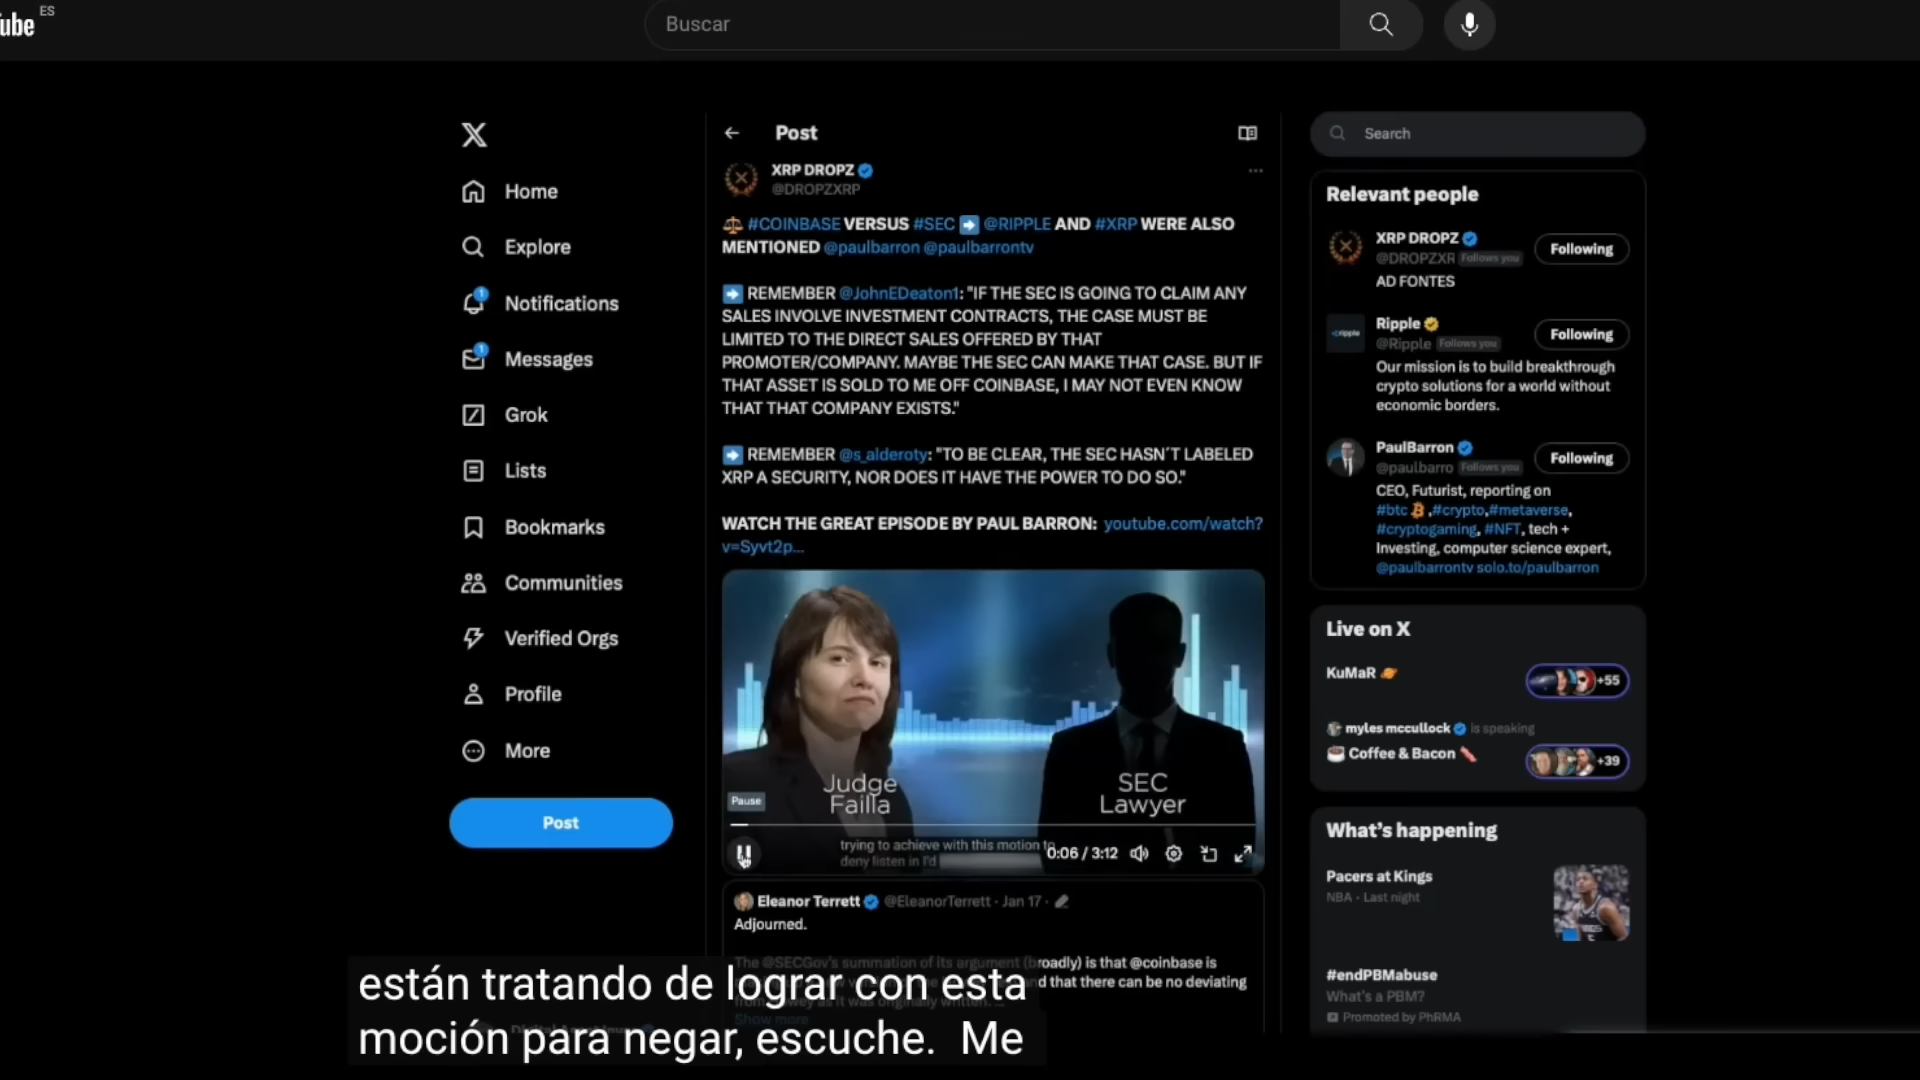 ube ES
Buscar
Home
Explore
Notifications
Messages
Grok
Lists
Bookmarks
Communities
Verified Orgs
Profile
More
Post
Post
XRP DROPZ
@DROPZXRP
#COINBASE VERSUS #SEC ➡ @RIPPLE AND #XRP WERE ALSO
MENTIONED @paulbarron @paulbarrontv
➡ REMEMBER @JohnEDeaton1: "IF THE SEC IS GOING TO CLAIM ANY
SALES INVOLVE INVESTMENT CONTRACTS, THE CASE MUST BE
LIMITED TO THE DIRECT SALES OFFERED BY THAT
PROMOTER/COMPANY. MAYBE THE SEC CAN MAKE THAT CASE. BUT IF
THAT ASSET IS SOLD TO ME OFF COINBASE, I MAY NOT EVEN KNOW
THAT THAT COMPANY EXISTS."
➡ REMEMBER @s_alderoty: "TO BE CLEAR, THE SEC HASN´T LABELED
XRP A SECURITY, NOR DOES IT HAVE THE POWER TO DO SO."
WATCH THE GREAT EPISODE BY PAUL BARRON: youtube.com/watch?
v=Syvt2p...
Judge
Failla
SEC
Lawyer
Pause
trying to achieve with this motion to
deny listen in I'd
0:06 / 3:12
Eleanor Terrett @EleanorTerrett · Jan 17 ·
Adjourned.
The @SECGov's summation of its argument (broadly) is that @coinbase is
d that there can be no deviating
Show more
están tratando de lograr con esta
moción para negar, escuche. Me
Search
Relevant people
XRP DROPZ
@DROPZXR Follows you
Following
AD FONTES
Ripple
@Ripple Follows you
Following
Our mission is to build breakthrough
crypto solutions for a world without
economic borders.
PaulBarron
@paulbarro Follows you
Following
CEO, Futurist, reporting on
#btc ,#crypto,#metaverse,
#cryptogaming, #NFT, tech +
Investing, computer science expert,
@paulbarrontv solo.to/paulbarron
Live on X
KuMaR
+55
myles mccullock is speaking
Coffee & Bacon
+39
What's happening
Pacers at Kings
NBA · Last night
#endPBMabuse
What's a PBM?
Promoted by PhRMA